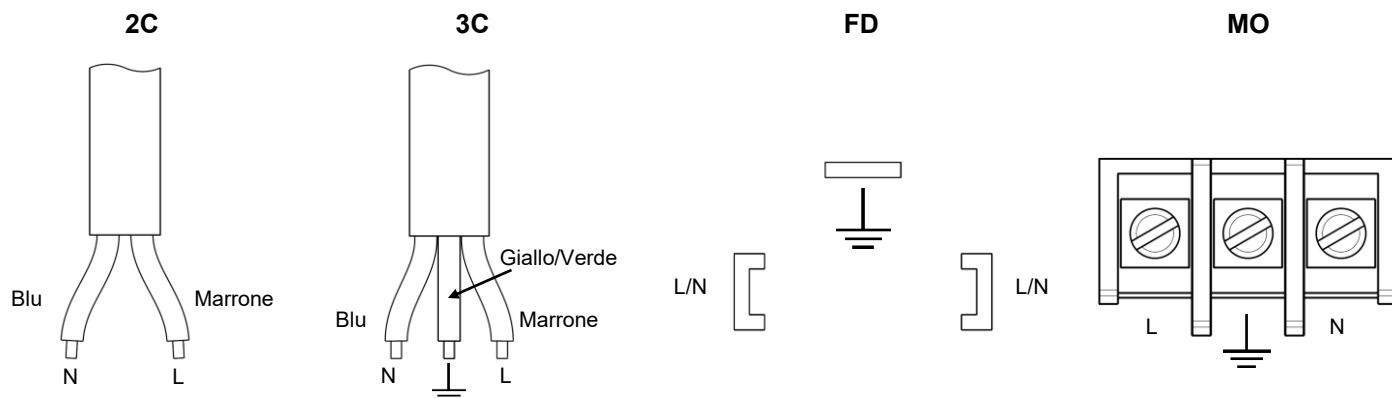 2C
3C
FD
MO
Blu
Marrone
N
L
Giallo/Verde
Blu
Marrone
N
L
L/N
L/N
L
N